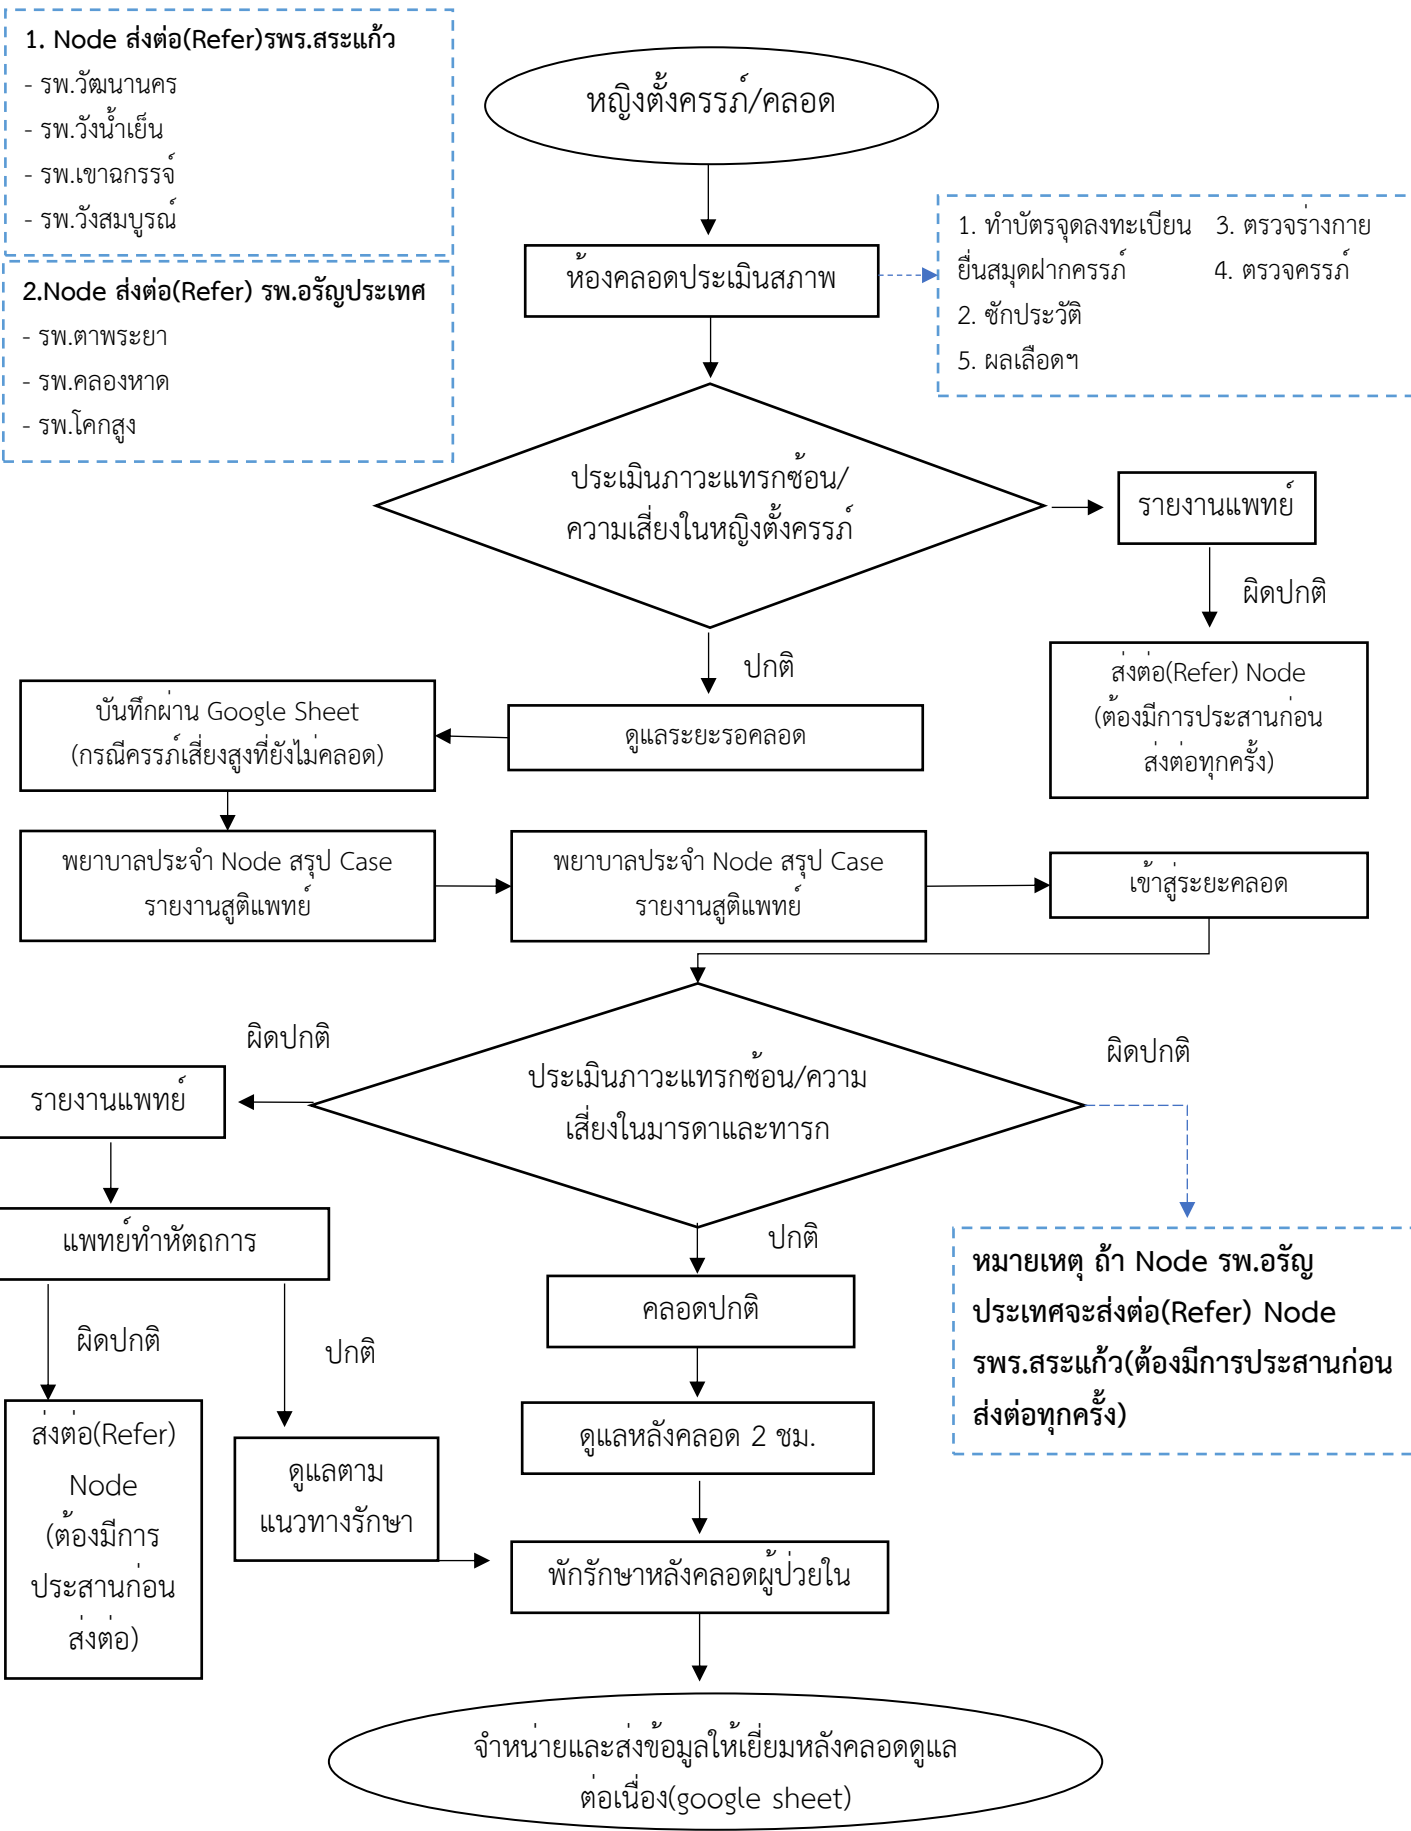 1. Node ส่งต่อ(Refer)รพร.สระแก้ว
- รพ.วัฒนานคร
- รพ.วังน้ำเย็น
- รพ.เขาฉกรรจ์
- รพ.วังสมบูรณ์
2.Node ส่งต่อ(Refer) รพ.อรัญประเทศ
- รพ.ตาพระยา
- รพ.คลองหาด
- รพ.โคกสูง
หญิงตั้งครรภ์/คลอด
ห้องคลอดประเมินสภาพ
1. ทำบัตรจุดลงทะเบียน 3. ตรวจร่างกาย
ยื่นสมุดฝากครรภ์ 4. ตรวจครรภ์
2. ซักประวัติ
5. ผลเลือดฯ
ประเมินภาวะแทรกซ้อน/
ความเสี่ยงในหญิงตั้งครรภ์
รายงานแพทย์
ผิดปกติ
ส่งต่อ(Refer) Node
(ต้องมีการประสานก่อน
ส่งต่อทุกครั้ง)
ปกติ
ดูแลระยะรอคลอด
บันทึกผ่าน Google Sheet
(กรณีครรภ์เสี่ยงสูงที่ยังไม่คลอด)
พยาบาลประจำ Node สรุป Case
รายงานสูติแพทย์
พยาบาลประจำ Node สรุป Case
รายงานสูติแพทย์
เข้าสู่ระยะคลอด
ประเมินภาวะแทรกซ้อน/ความ
เสี่ยงในมารดาและทารก
ผิดปกติ
ผิดปกติ
รายงานแพทย์
แพทย์ทำหัตถการ
ผิดปกติ
ปกติ
ส่งต่อ(Refer)
Node
(ต้องมีการ
ประสานก่อน
ส่งต่อ)
ดูแลตาม
แนวทางรักษา
ปกติ
คลอดปกติ
ดูแลหลังคลอด 2 ชม.
พักรักษาหลังคลอดผู้ป่วยใน
หมายเหตุ ถ้า Node รพ.อรัญ
ประเทศจะส่งต่อ(Refer) Node
รพร.สระแก้ว(ต้องมีการประสานก่อน
ส่งต่อทุกครั้ง)
จำหน่ายและส่งข้อมูลให้เยี่ยมหลังคลอดดูแล
ต่อเนื่อง(google sheet)